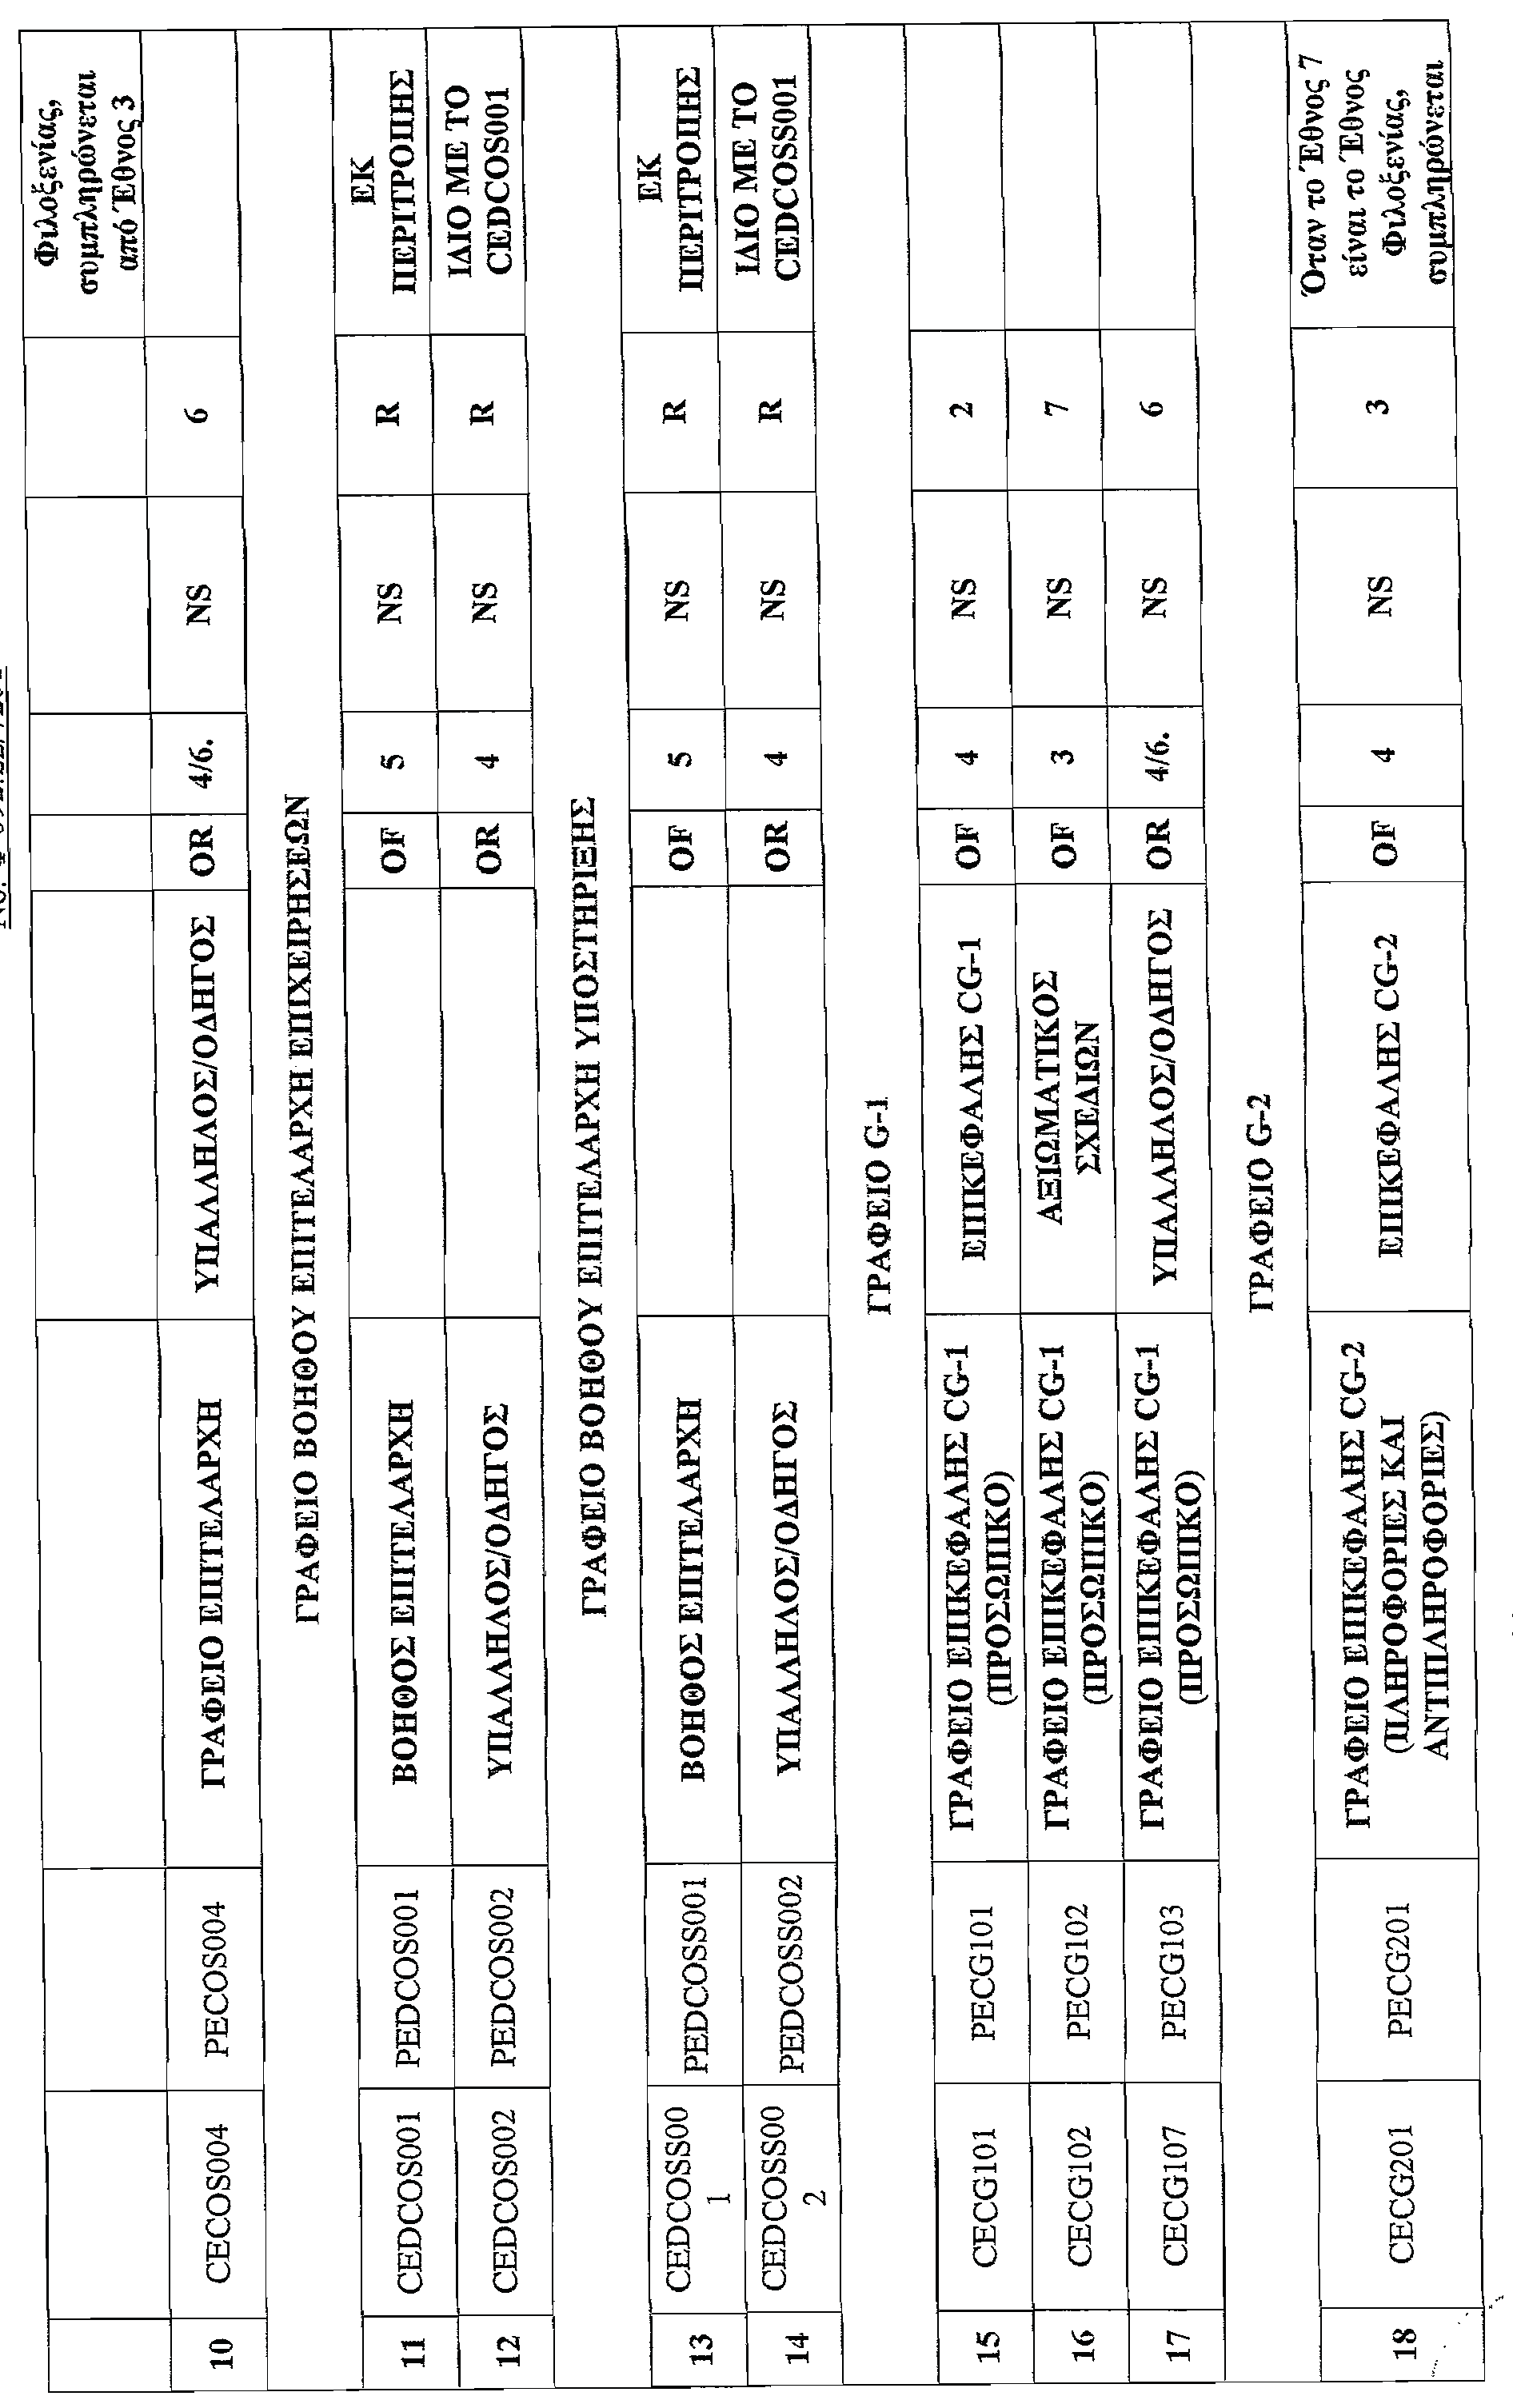 Φιλοξενίας,
συμπληρώνεται
από Έθνος 3
10 CECOS004 PECOS004 ΓΡΑΦΕΙΟ ΕΠΙΤΕΛΑΡΧΗ ΥΠΑΛΛΗΛΟΣ/ΟΔΗΓΟΣ OR 4/6. NS 6
ΓΡΑΦΕΙΟ ΒΟΗΘΟΥ ΕΠΙΤΕΛΑΡΧΗ ΕΠΙΧΕΙΡΗΣΕΩΝ
11 CEDCOS001 PEDCOS001 ΒΟΗΘΟΣ ΕΠΙΤΕΛΑΡΧΗ OF 5 NS R ΕΚ
ΠΕΡΙΤΡΟΠΗΣ
12 CEDCOS002 PEDCOS002 ΥΠΑΛΛΗΛΟΣ/ΟΔΗΓΟΣ OR 4 NS R ΙΔΙΟ ΜΕ ΤΟ
CEDCOS001
ΓΡΑΦΕΙΟ ΒΟΗΘΟΥ ΕΠΙΤΕΛΑΡΧΗ ΥΠΟΣΤΗΡΙΞΗΣ
13 CEDCOSS00 PEDCOSS001 ΒΟΗΘΟΣ ΕΠΙΤΕΛΑΡΧΗ OF 5 NS R ΕΚ
1 ΠΕΡΙΤΡΟΠΗΣ
14 CEDCOSS00 PEDCOSS002 ΥΠΑΛΛΗΛΟΣ/ΟΔΗΓΟΣ OR 4 NS R ΙΔΙΟ ΜΕ ΤΟ
2 CEDCOSS001
ΓΡΑΦΕΙΟ G-1
15 CECG101 PECG101 ΓΡΑΦΕΙΟ ΕΠΙΚΕΦΑΛΗΣ CG-1 ΕΠΙΚΕΦΑΛΗΣ CG-1 OF 4 NS 2
(ΠΡΟΣΩΠΙΚΟ)
16 CECG102 PECG102 ΓΡΑΦΕΙΟ ΕΠΙΚΕΦΑΛΗΣ CG-1 ΑΞΙΩΜΑΤΙΚΟΣ OF 3 NS 7
(ΠΡΟΣΩΠΙΚΟ) ΣΧΕΔΙΩΝ
17 CECG107 PECG103 ΓΡΑΦΕΙΟ ΕΠΙΚΕΦΑΛΗΣ CG-1 ΥΠΑΛΛΗΛΟΣ/ΟΔΗΓΟΣ OR 4/6. NS 6
(ΠΡΟΣΩΠΙΚΟ)
ΓΡΑΦΕΙΟ G-2
18 CECG201 PECG201 ΓΡΑΦΕΙΟ ΕΠΙΚΕΦΑΛΗΣ CG-2 ΕΠΙΚΕΦΑΛΗΣ CG-2 OF 4 NS 3 Όταν το Έθνος 7
(ΠΛΗΡΟΦΟΡΙΕΣ ΚΑΙ είναι το Έθνος
ΑΝΤΙΠΛΗΡΟΦΟΡΙΕΣ) Φιλοξενίας,
συμπληρώνεται